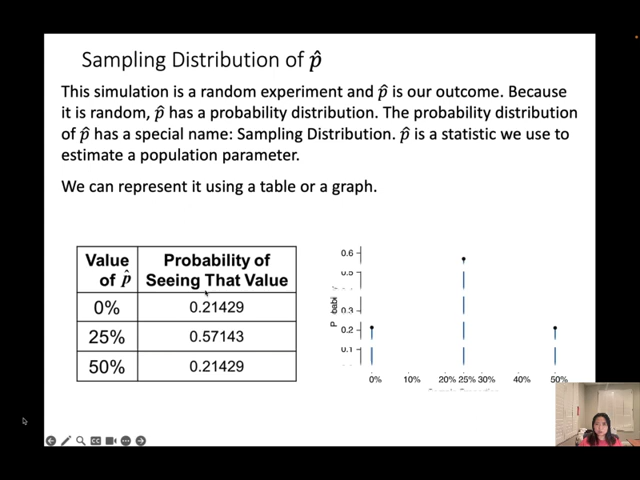 Sampling Distribution of p̂
This simulation is a random experiment and p̂ is our outcome. Because
it is random, p̂ has a probability distribution. The probability distribution
of p̂ has a special name: Sampling Distribution. p̂ is a statistic we use to
estimate a population parameter.
We can represent it using a table or a graph.
Value of p̂ Probability of Seeing That Value
0% 0.21429
25% 0.57143
50% 0.21429
0.6
0.3
0.2
0.1
0% 10% 20% 25% 30% 40% 50%